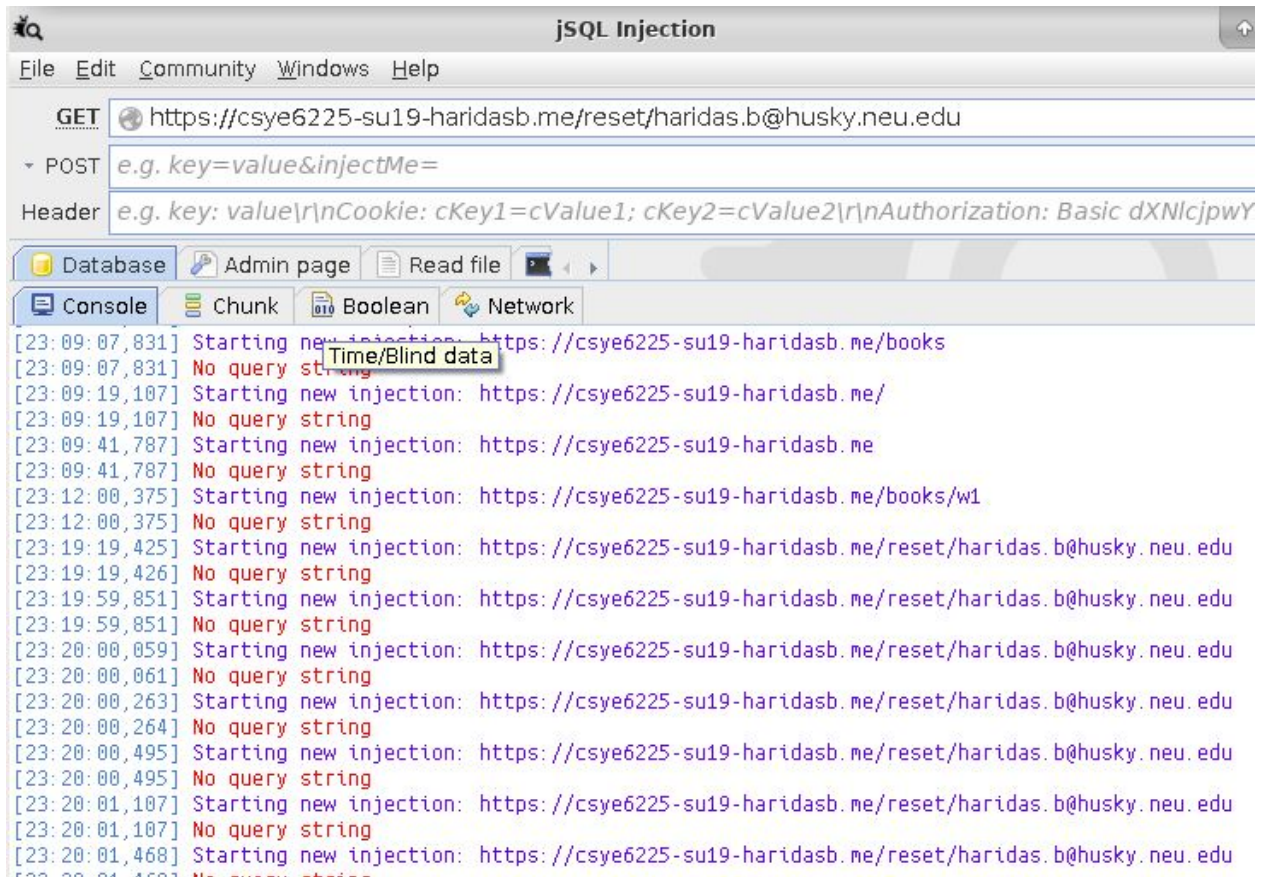 jSQL Injection
File Edit Community Windows Help
GET https://csye6225-su19-haridasb.me/reset/haridas.b@husky.neu.edu
POST e.g. key=value&injectMe=
Header e.g. key: value\r\nCookie: cKey1=cValue1; cKey2=cValue2\r\nAuthorization: Basic dXNlcjpwY
Database Admin page Read file
Console Chunk Boolean Network
[23:09:07,831] Starting new injection: https://csye6225-su19-haridasb.me/books
Time/Blind data
[23:09:07,831] No query string
[23:09:19,107] Starting new injection: https://csye6225-su19-haridasb.me/
[23:09:19,107] No query string
[23:09:41,787] Starting new injection: https://csye6225-su19-haridasb.me
[23:09:41,787] No query string
[23:12:00,375] Starting new injection: https://csye6225-su19-haridasb.me/books/w1
[23:12:00,375] No query string
[23:19:19,425] Starting new injection: https://csye6225-su19-haridasb.me/reset/haridas.b@husky.neu.edu
[23:19:19,426] No query string
[23:19:59,851] Starting new injection: https://csye6225-su19-haridasb.me/reset/haridas.b@husky.neu.edu
[23:19:59,851] No query string
[23:20:00,059] Starting new injection: https://csye6225-su19-haridasb.me/reset/haridas.b@husky.neu.edu
[23:20:00,061] No query string
[23:20:00,263] Starting new injection: https://csye6225-su19-haridasb.me/reset/haridas.b@husky.neu.edu
[23:20:00,264] No query string
[23:20:00,495] Starting new injection: https://csye6225-su19-haridasb.me/reset/haridas.b@husky.neu.edu
[23:20:00,495] No query string
[23:20:01,107] Starting new injection: https://csye6225-su19-haridasb.me/reset/haridas.b@husky.neu.edu
[23:20:01,107] No query string
[23:20:01,468] Starting new injection: https://csye6225-su19-haridasb.me/reset/haridas.b@husky.neu.edu